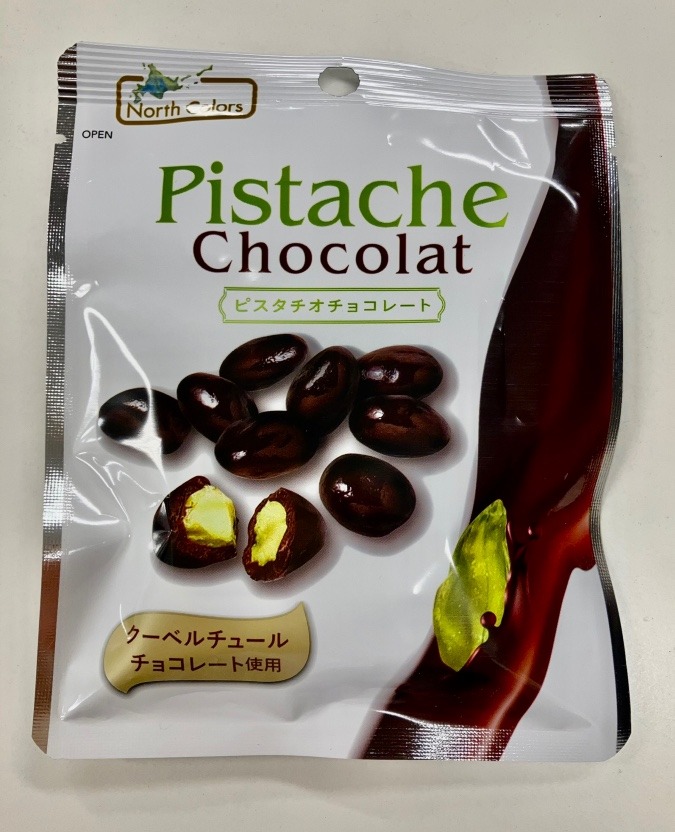 North Colors
OPEN
Pistache
Chocolat
ピスタチオチョコレート
クーベルチュール
チョコレート使用